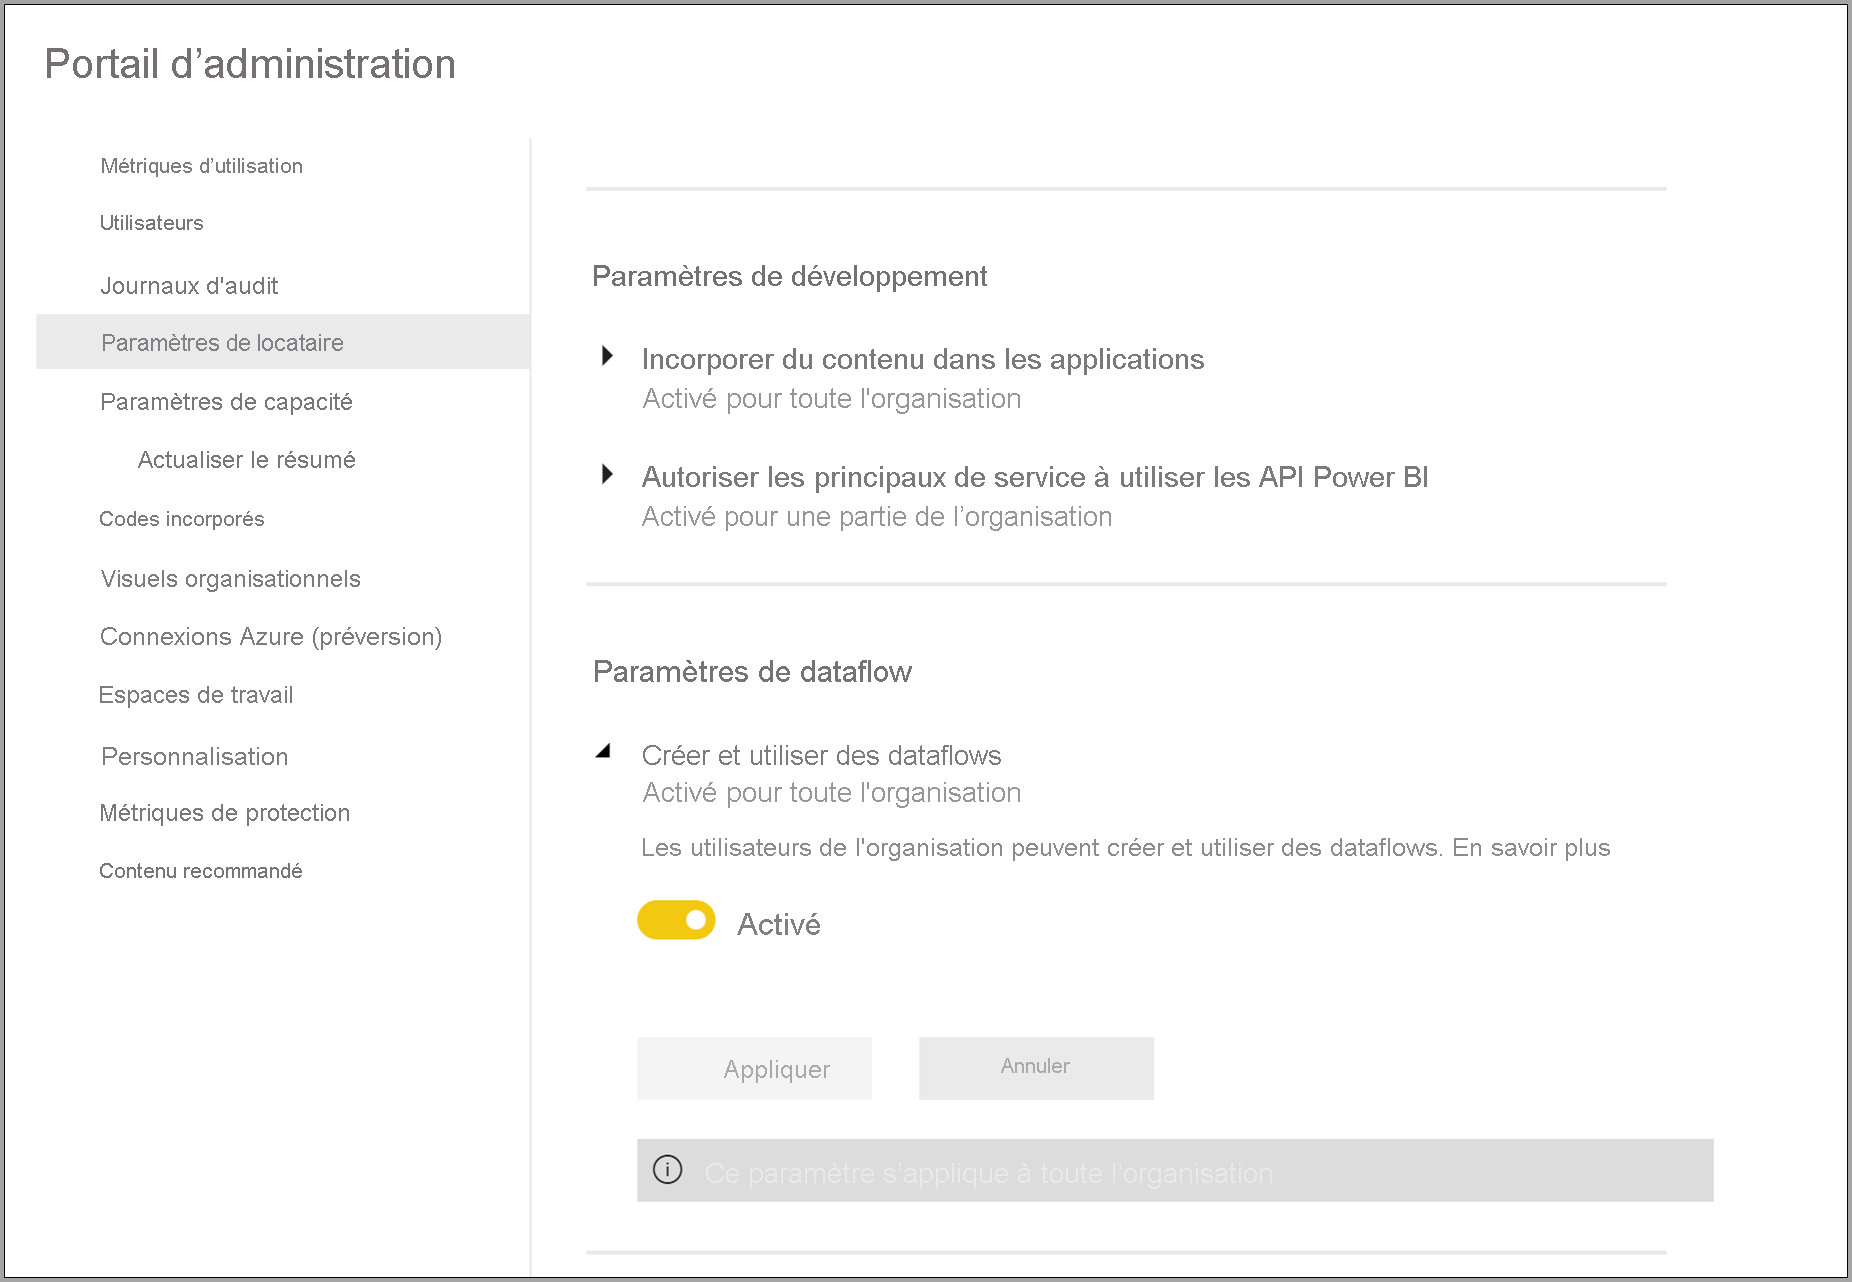 Portail d’administration
Métriques d’utilisation
Utilisateurs
Journaux d'audit
Paramètres de locataire
Paramètres de capacité
Actualiser le résumé
Codes incorporés
Visuels organisationnels
Connexions Azure (préversion)
Espaces de travail
Personnalisation
Métriques de protection
Contenu recommandé
Paramètres de développement
Incorporer du contenu dans les applications
Activé pour toute l'organisation
Autoriser les principaux de service à utiliser les API Power BI
Activé pour une partie de l’organisation
Paramètres de dataflow
Créer et utiliser des dataflows
Activé pour toute l'organisation
Les utilisateurs de l'organisation peuvent créer et utiliser des dataflows. En savoir plus
Activé
Appliquer
Annuler
Ce paramètre s’applique à toute l’organisation